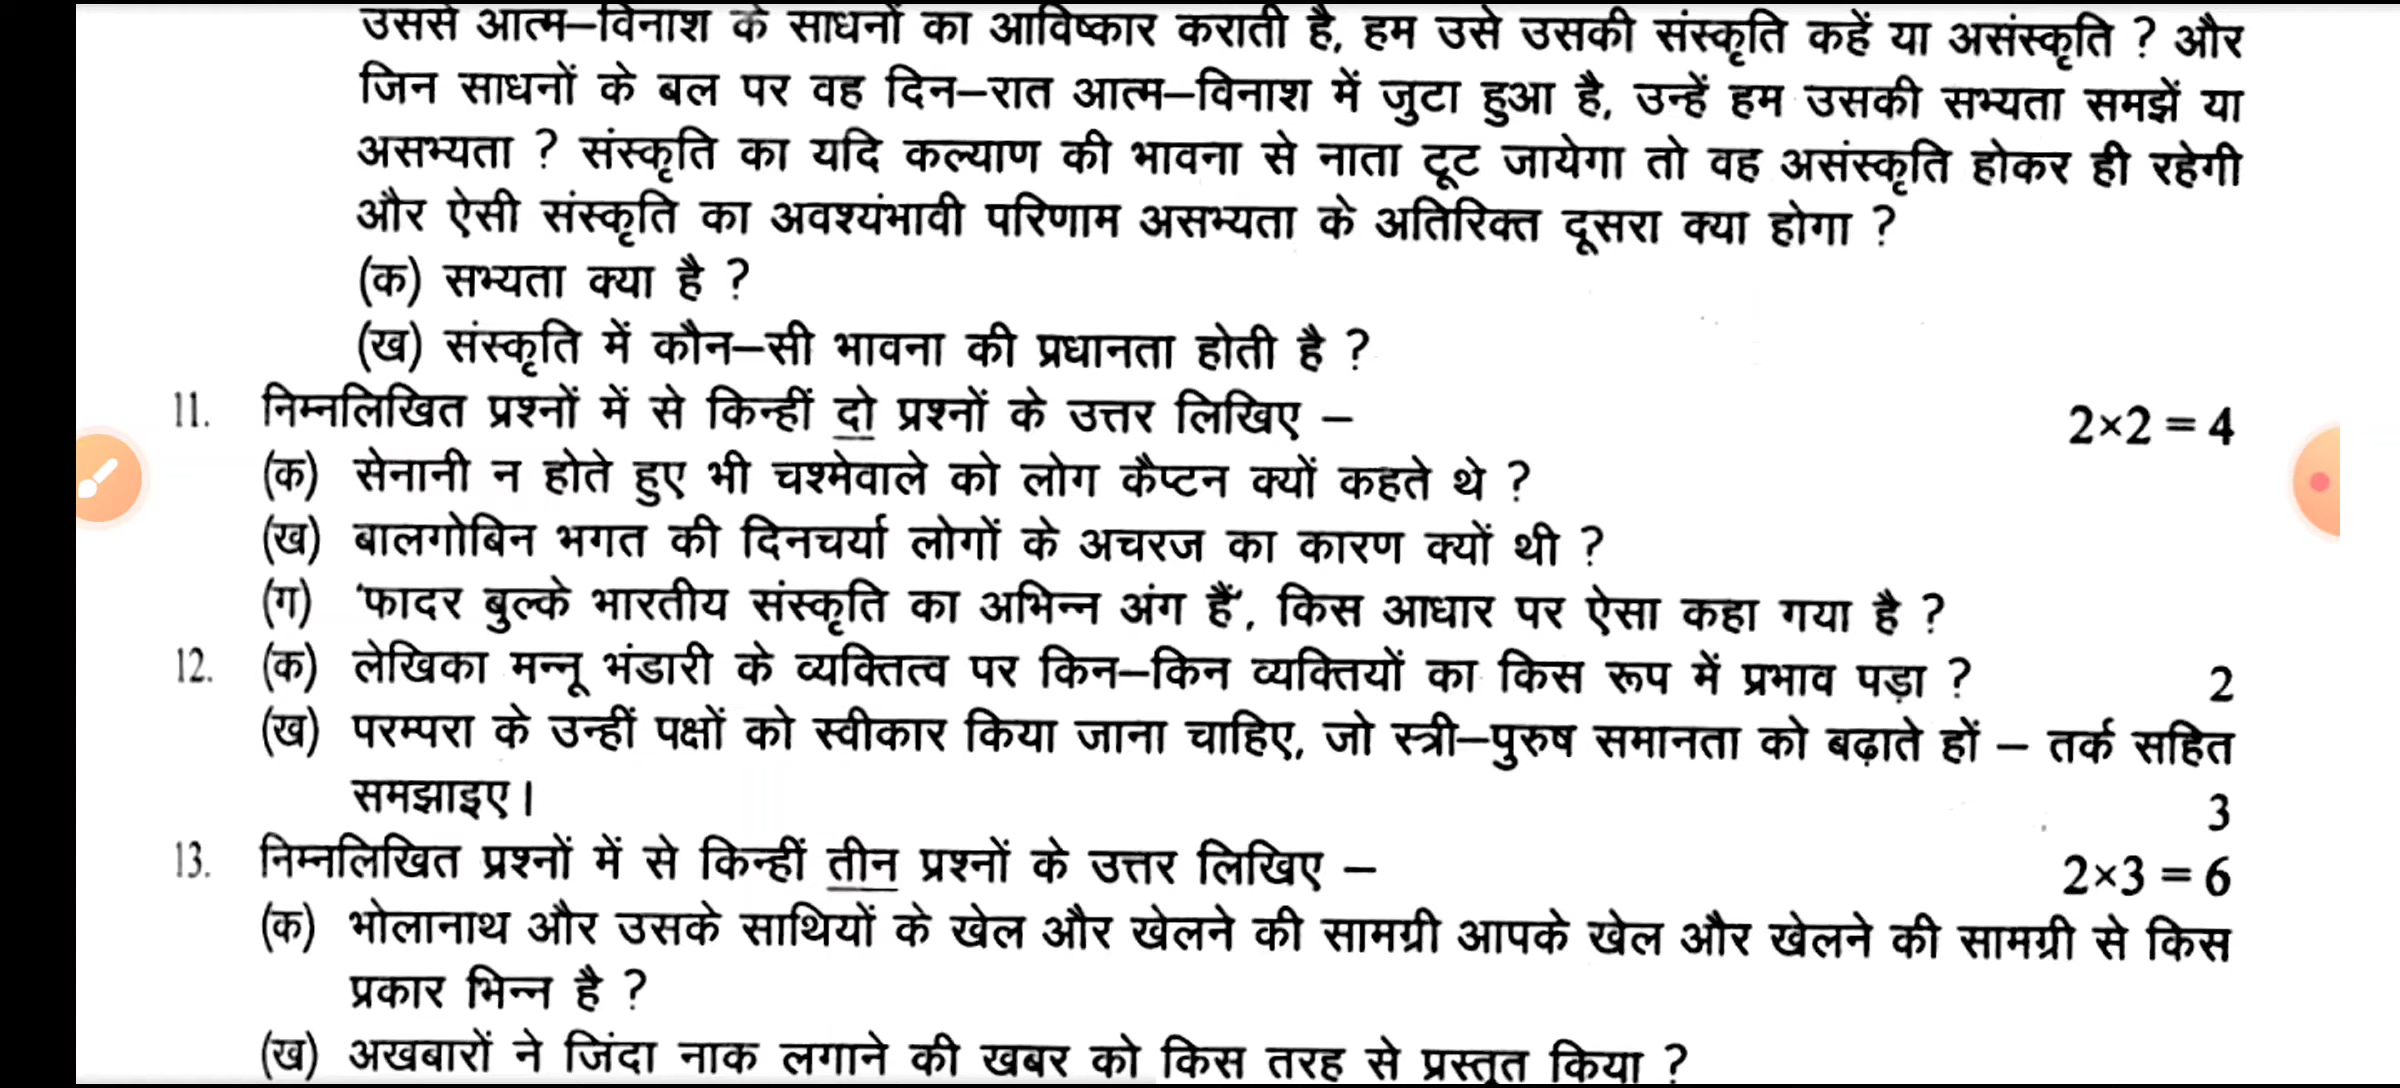 उससे आत्म–विनाश के साधनों का आविष्कार कराती है, हम उसे उसकी संस्कृति कहें या असंस्कृति ? और
जिन साधनों के बल पर वह दिन–रात आत्म–विनाश में जुटा हुआ है, उन्हें हम उसकी सभ्यता समझें या
असभ्यता ? संस्कृति का यदि कल्याण की भावना से नाता टूट जायेगा तो वह असंस्कृति होकर ही रहेगी
और ऐसी संस्कृति का अवश्यंभावी परिणाम असभ्यता के अतिरिक्त दूसरा क्या होगा ?
(क) सभ्यता क्या है ?
(ख) संस्कृति में कौन–सी भावना की प्रधानता होती है ?
11. निम्नलिखित प्रश्नों में से किन्हीं दो प्रश्नों के उत्तर लिखिए – 2×2 = 4
(क) सेनानी न होते हुए भी चश्मेवाले को लोग कैप्टन क्यों कहते थे ?
(ख) बालगोबिन भगत की दिनचर्या लोगों के अचरज का कारण क्यों थी ?
(ग) 'फादर बुल्के भारतीय संस्कृति का अभिन्न अंग हैं', किस आधार पर ऐसा कहा गया है ?
12. (क) लेखिका मन्नू भंडारी के व्यक्तित्व पर किन–किन व्यक्तियों का किस रूप में प्रभाव पड़ा ? 2
(ख) परम्परा के उन्हीं पक्षों को स्वीकार किया जाना चाहिए, जो स्त्री–पुरुष समानता को बढ़ाते हों – तर्क सहित
समझाइए। 3
13. निम्नलिखित प्रश्नों में से किन्हीं तीन प्रश्नों के उत्तर लिखिए – 2×3 = 6
(क) भोलानाथ और उसके साथियों के खेल और खेलने की सामग्री आपके खेल और खेलने की सामग्री से किस
प्रकार भिन्न है ?
(ख) अखबारों ने जिंदा नाक लगाने की खबर को किस तरह से प्रस्तुत किया ?